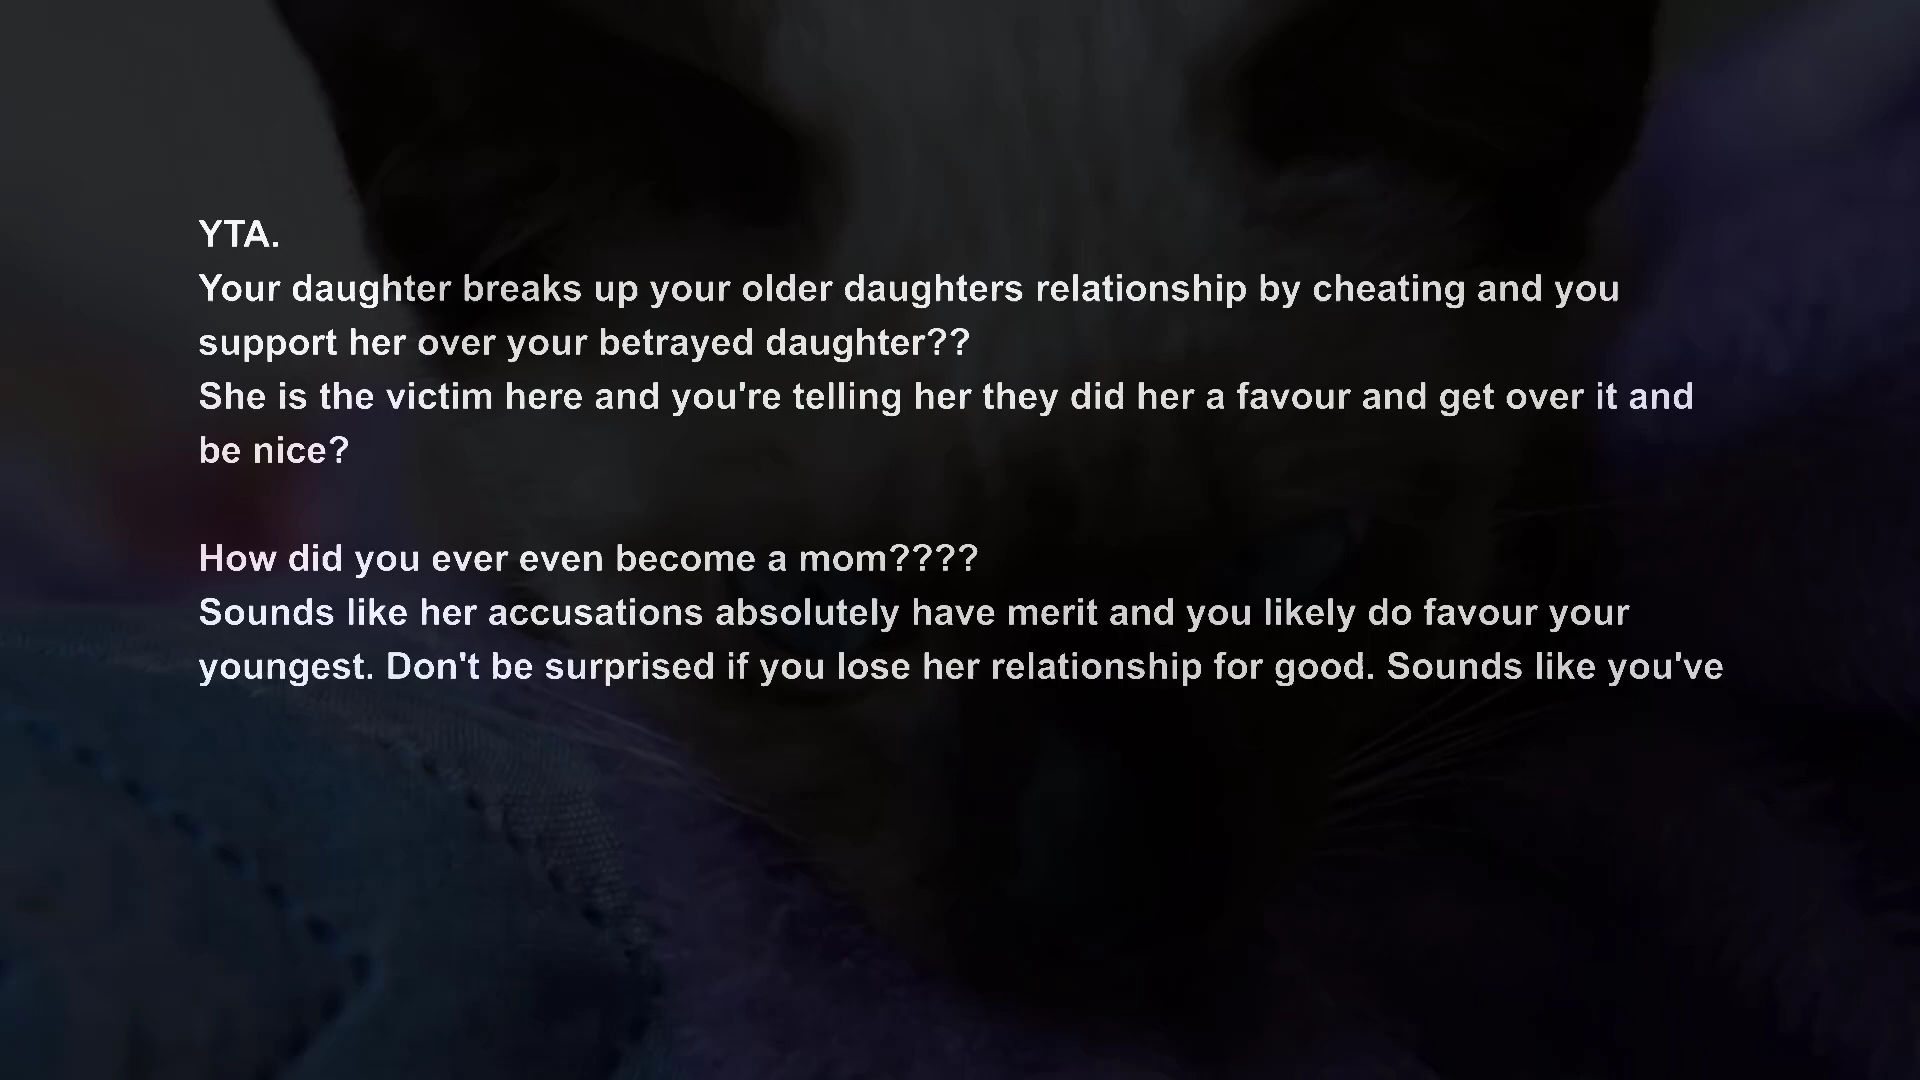 YTA.
Your daughter breaks up your older daughters relationship by cheating and you
support her over your betrayed daughter??
She is the victim here and you're telling her they did her a favour and get over it and
be nice?
How did you ever even become a mom????
Sounds like her accusations absolutely have merit and you likely do favour your
youngest. Don't be surprised if you lose her relationship for good. Sounds like you've